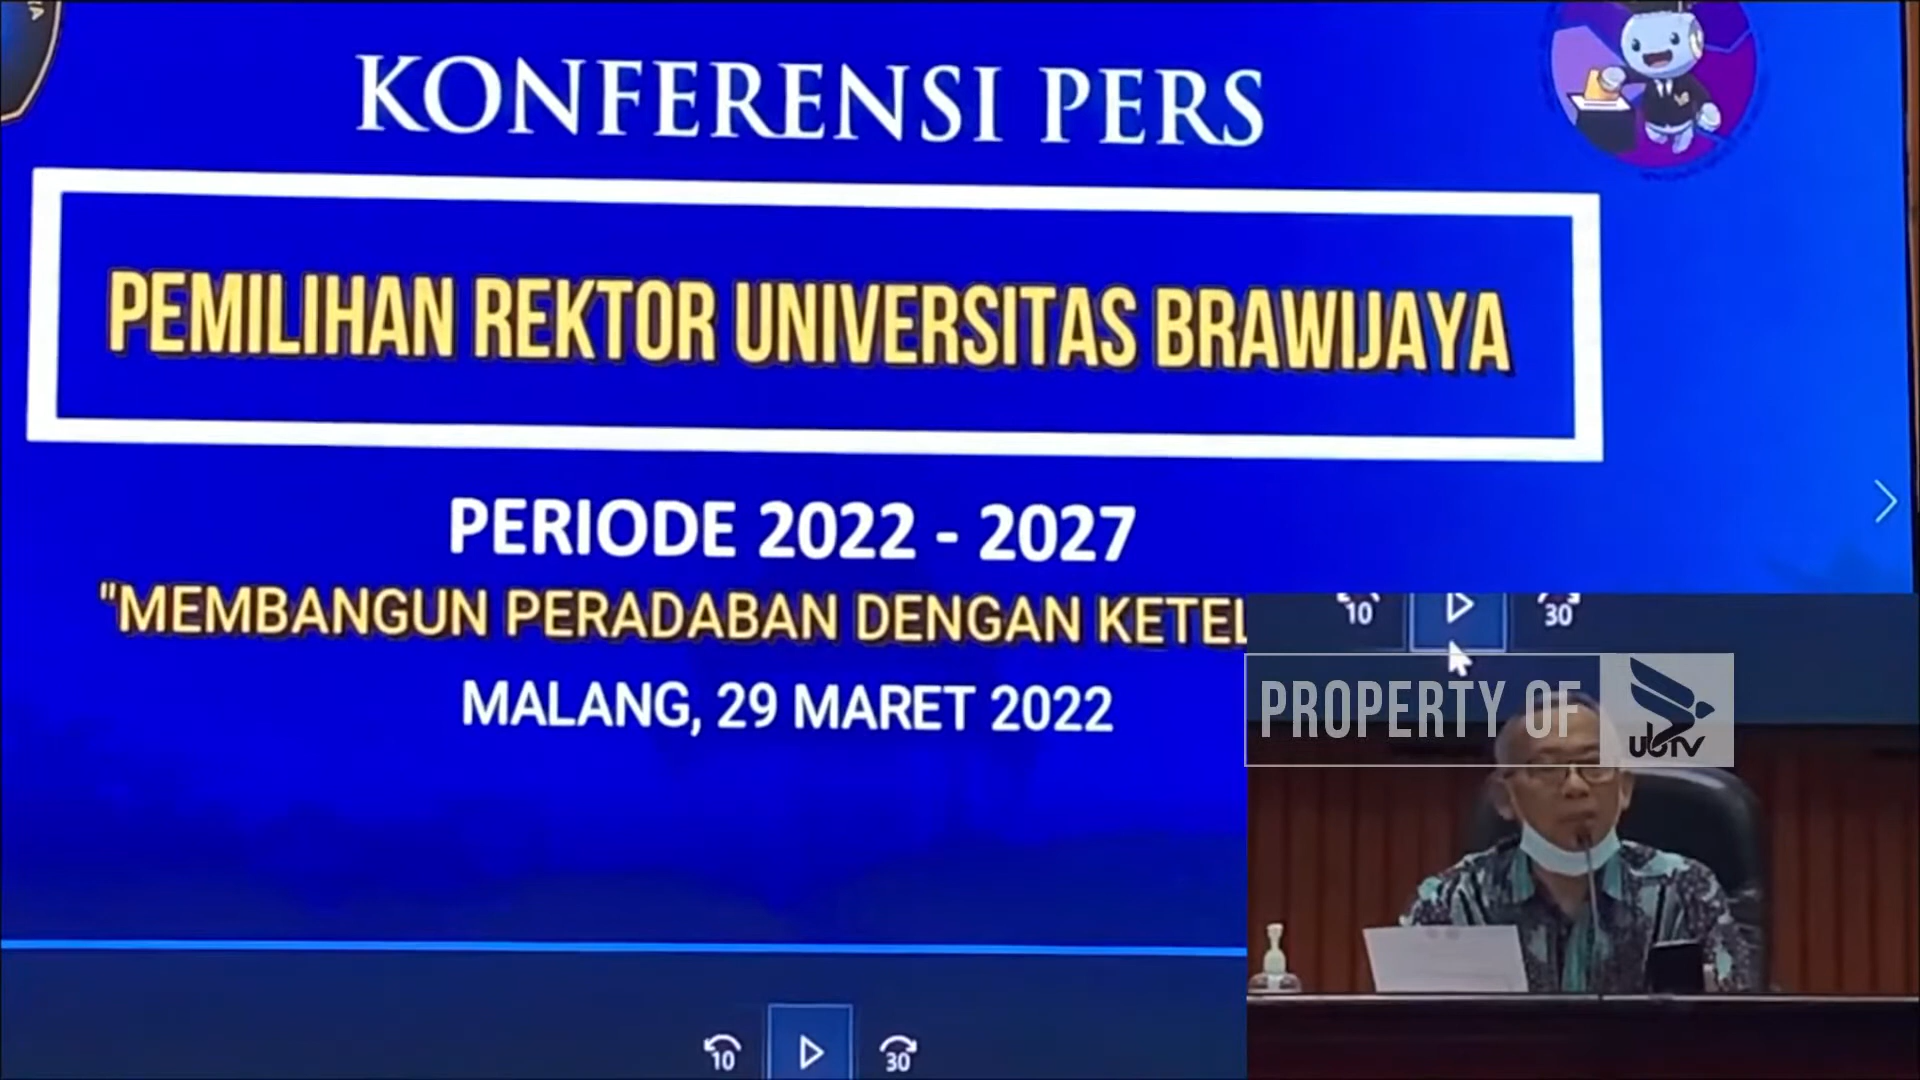 KONFERENSI PERS
PEMILIHAN REKTOR UNIVERSITAS BRAWIJAYA
PERIODE 2022 - 2027
"MEMBANGUN PERADABAN DENGAN KETEL
MALANG, 29 MARET 2022
10
30
PROPERTY OF
UBTV
10
30